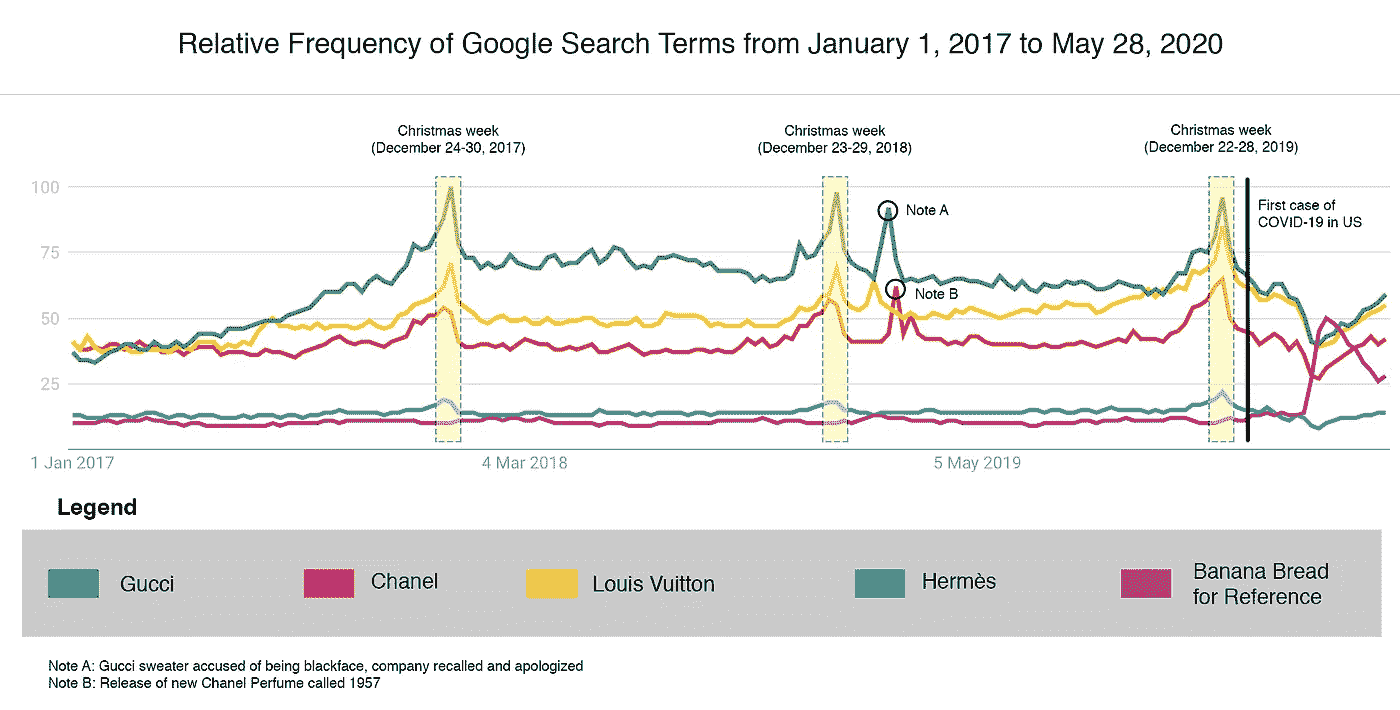 Relative Frequency of Google Search Terms from January 1, 2017 to May 28, 2020
Christmas week
(December 24-30, 2017)
Christmas week
(December 23-29, 2018)
Christmas week
(December 22-28, 2019)
100
75
50
25
Note A
Note B
First case of
COVID-19 in US
1 Jan 2017
4 Mar 2018
5 May 2019
Legend
Gucci
Chanel
Louis Vuitton
Hermès
Banana Bread
for Reference
Note A: Gucci sweater accused of being blackface, company recalled and apologized
Note B: Release of new Chanel Perfume called 1957